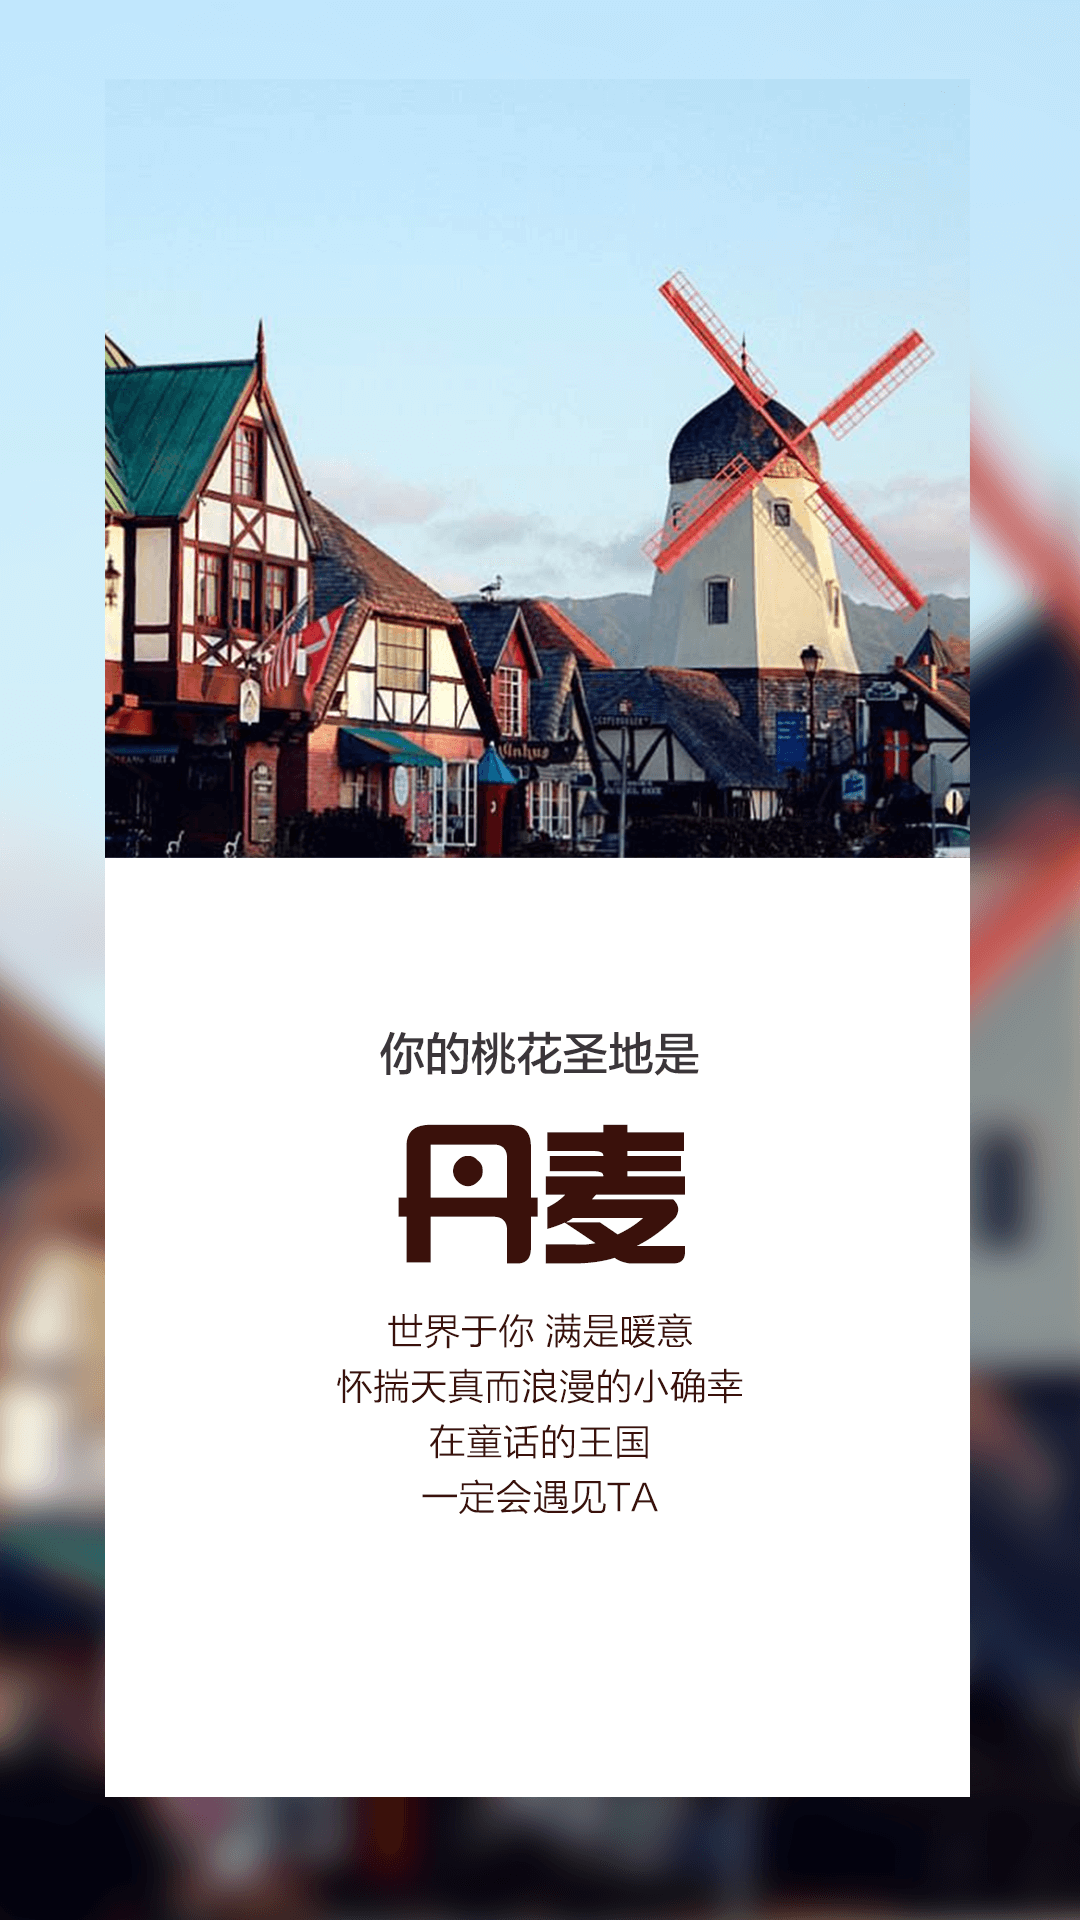 你的桃花圣地是
丹麦
世界于你 满是暖意
怀揣天真而浪漫的小确幸
在童话的王国
一定会遇见TA